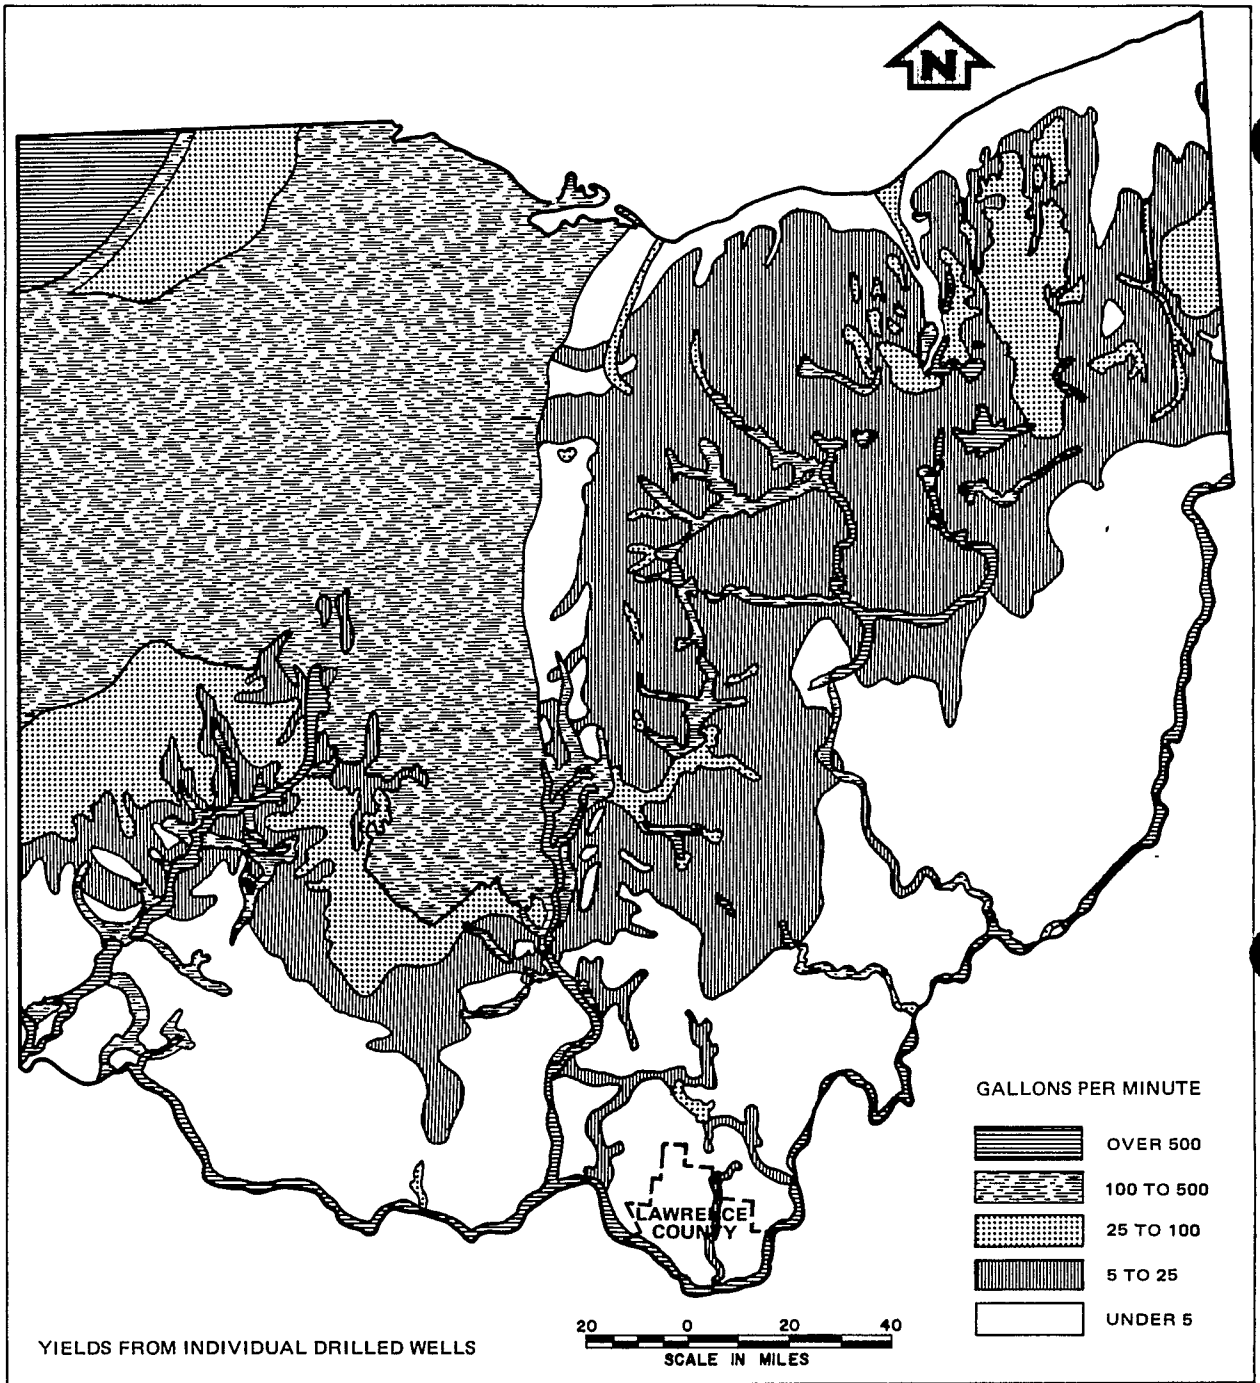 N
LAWRENCE
COUNTY
GALLONS PER MINUTE
OVER 500
100 TO 500
25 TO 100
5 TO 25
UNDER 5
20 0 20 40
SCALE IN MILES
YIELDS FROM INDIVIDUAL DRILLED WELLS